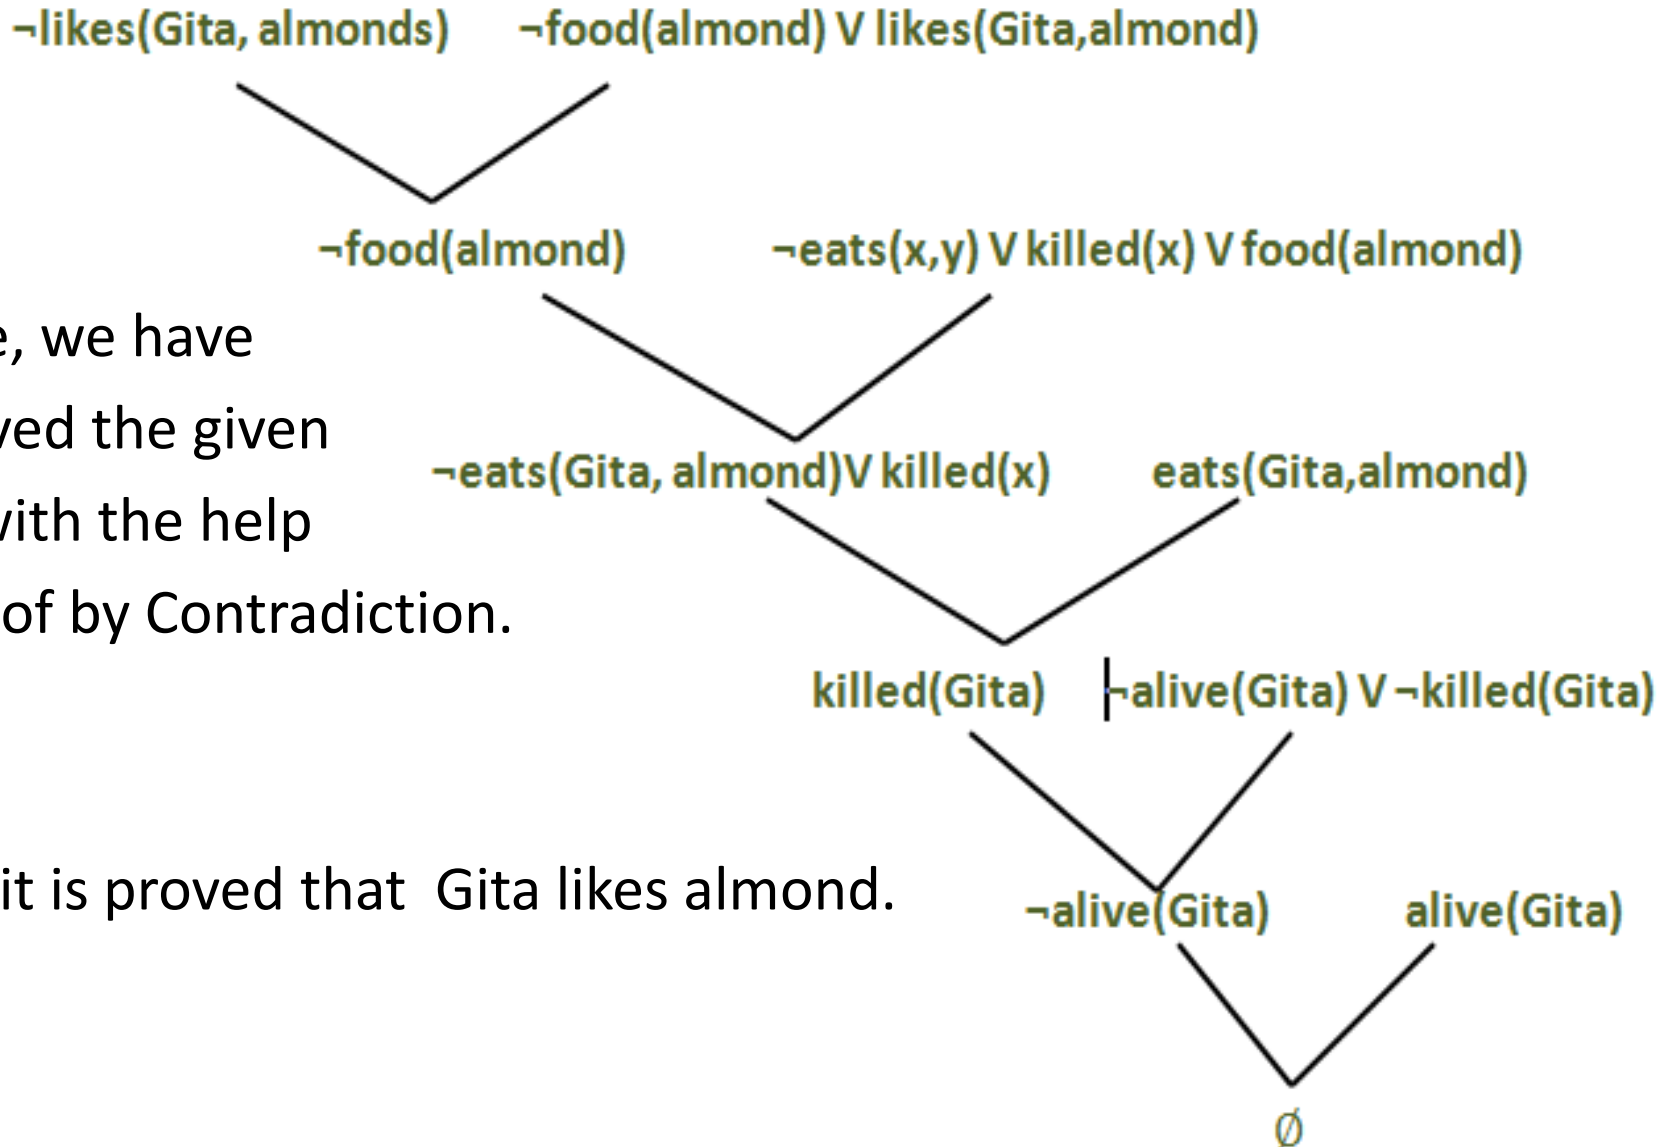 ¬likes(Gita, almonds) ¬food(almond) V likes(Gita,almond)
¬food(almond) ¬eats(x,y) V killed(x) V food(almond)
e, we have
ved the given
¬eats(Gita, almond)V killed(x) eats(Gita,almond)
with the help
of by Contradiction.
killed(Gita) ¬alive(Gita) V ¬killed(Gita)
it is proved that Gita likes almond.
¬alive(Gita) alive(Gita)
Ø